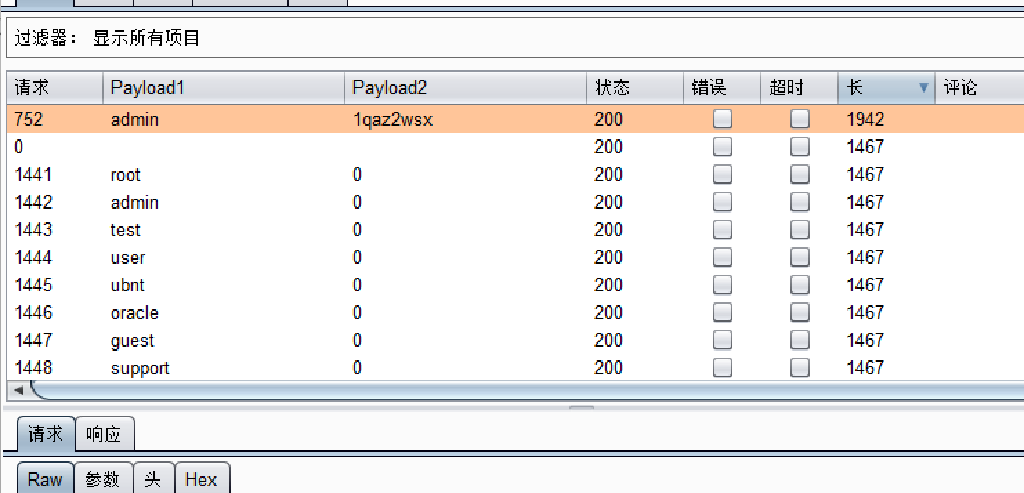 过滤器： 显示所有项目
请求 Payload1 Payload2 状态 错误 超时 长 评论
752 admin 1qaz2wsx 200 1942
0 200 1467
1441 root 0 200 1467
1442 admin 0 200 1467
1443 test 0 200 1467
1444 user 0 200 1467
1445 ubnt 0 200 1467
1446 oracle 0 200 1467
1447 guest 0 200 1467
1448 support 0 200 1467
请求 响应
Raw 参数 头 Hex